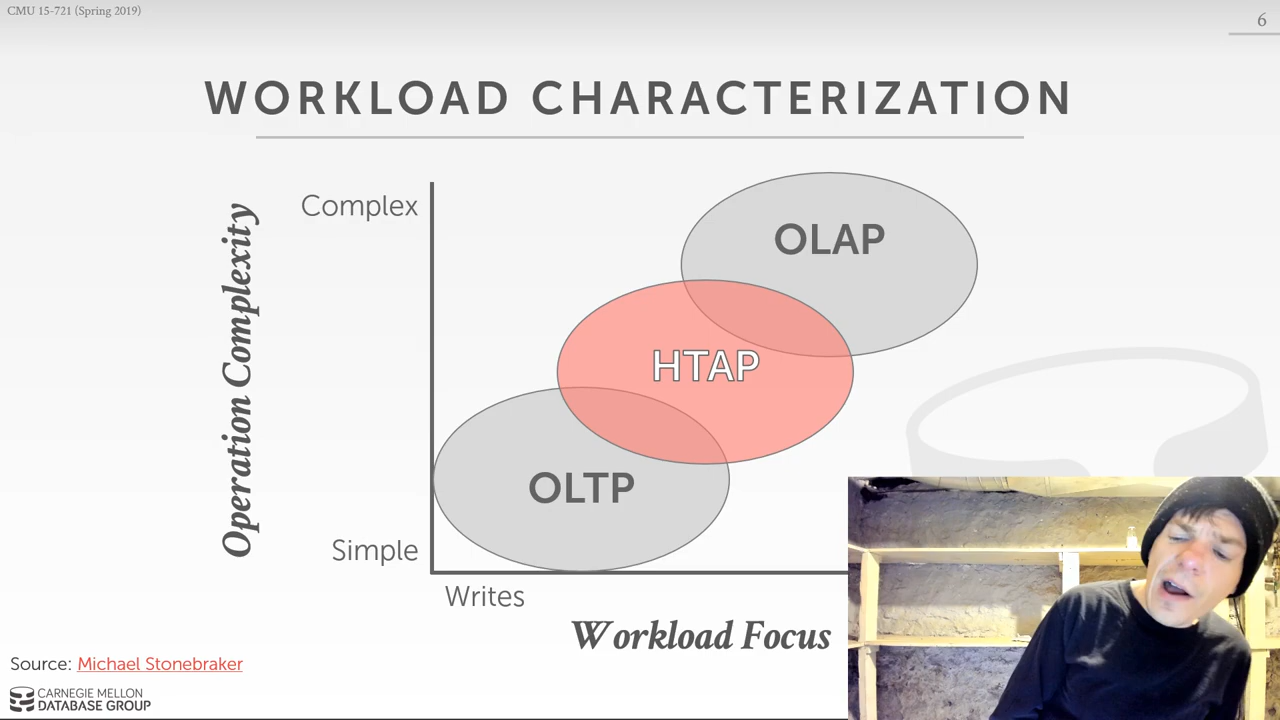 CMU 15-721 (Spring 2019)
6
WORKLOAD CHARACTERIZATION
Operation Complexity
Complex
OLAP
HTAP
OLTP
Simple
Writes
Workload Focus
Source: Michael Stonebraker
CARNEGIE MELLON
DATABASE GROUP